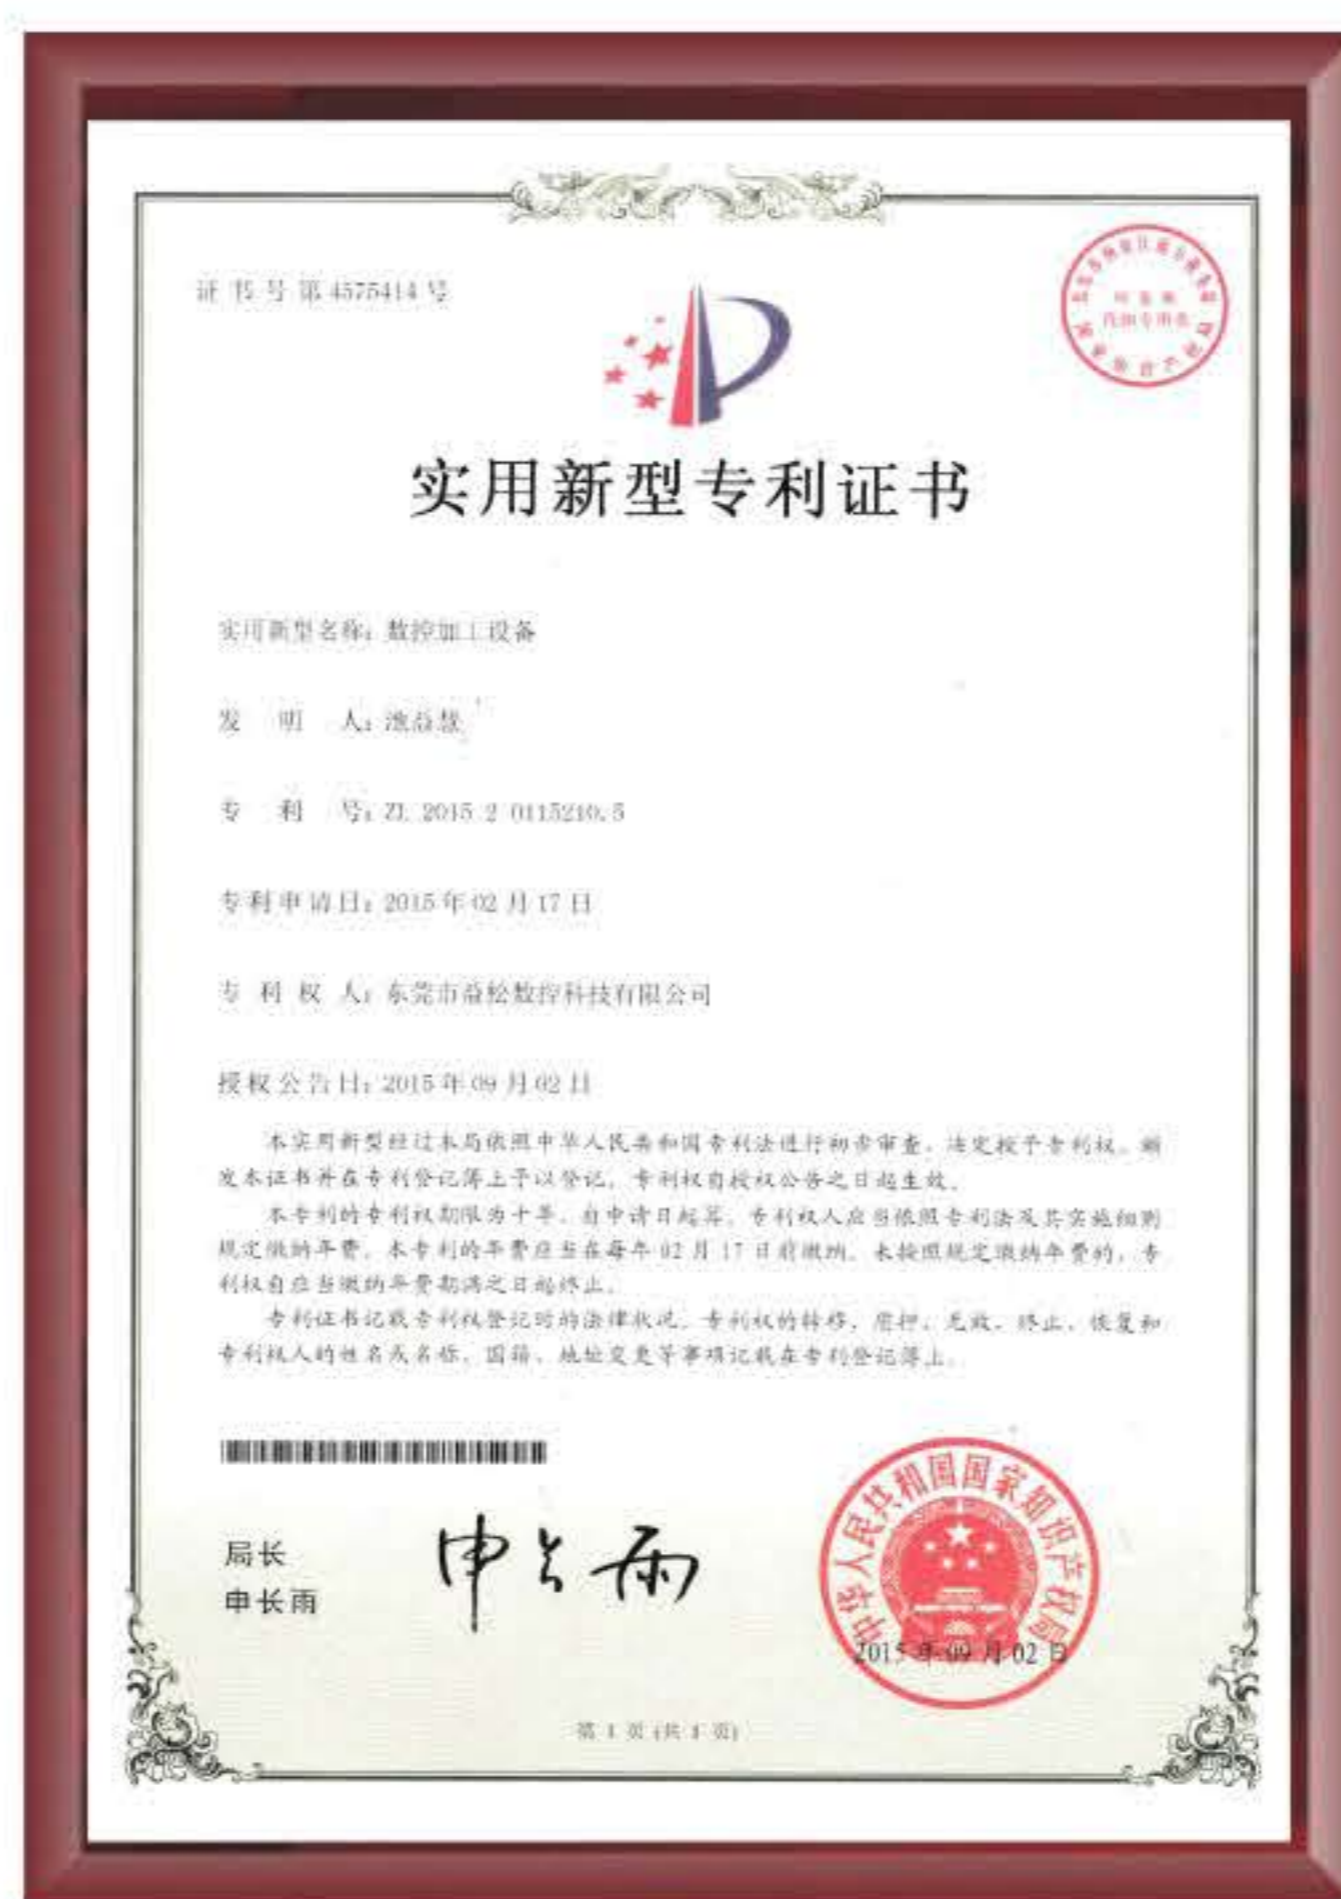 证书号第4575414号
实用新型专利证书
实用新型名称：数控加工设备
发明人：池益慧
专利号：ZL 2015 2 0115210.5
专利申请日：2015年02月17日
专利权人：东莞市益松数控科技有限公司
授权公告日：2015年09月02日
本实用新型经过本局依照中华人民共和国专利法进行初步审查，决定授予专利权，颁
发本证书并在专利登记簿上予以登记。专利权自授权公告之日起生效。
本专利的专利权期限为十年，自申请日起算。专利权人应当依照专利法及其实施细则
规定缴纳年费。本专利的年费应当在每年02月17日前缴纳。未按照规定缴纳年费的，专
利权自应当缴纳年费期满之日起终止。
专利证书记载专利权登记时的法律状况。专利权的转移、质押、无效、终止、恢复和
专利权人的姓名或名称、国籍、地址变更等事项记载在专利登记簿上。
局长
申长雨
申长雨
中华人民共和国国家知识产权局
2015年09月02日
第1页(共1页)